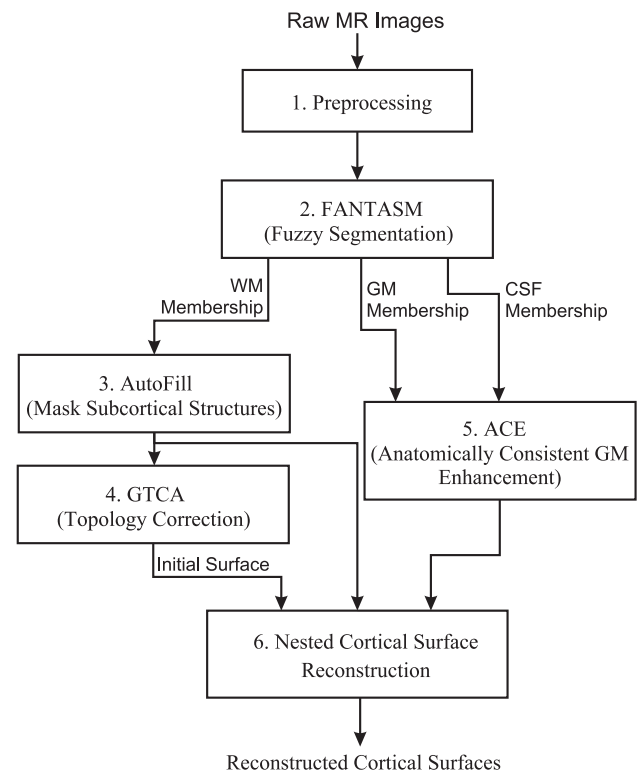 Raw MR Images
1. Preprocessing
2. FANTASM
(Fuzzy Segmentation)
WM
Membership
GM
Membership
CSF
Membership
3. AutoFill
(Mask Subcortical Structures)
5. ACE
(Anatomically Consistent GM
Enhancement)
4. GTCA
(Topology Correction)
Initial Surface
6. Nested Cortical Surface
Reconstruction
Reconstructed Cortical Surfaces